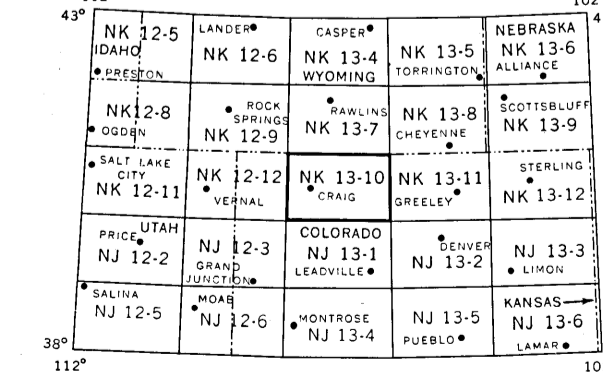 102
43° NK 12-5 IDAHO PRESTON
LANDER NK 12-6
CASPER NK 13-4 WYOMING
NK 13-5 TORRINGTON
NEBRASKA NK 13-6 ALLIANCE
4
NK 12-8 OGDEN
ROCK SPRINGS NK 12-9
RAWLINS NK 13-7
NK 13-8 CHEYENNE
SCOTTSBLUFF NK 13-9
SALT LAKE CITY NK 12-11
NK 12-12 VERNAL
NK 13-10 CRAIG
NK 13-11 GREELEY
STERLING NK 13-12
UTAH PRICE NJ 12-2
NJ 12-3 GRAND JUNCTION
COLORADO NJ 13-1 LEADVILLE
DENVER NJ 13-2
NJ 13-3 LIMON
SALINA NJ 12-5
MOAB NJ 12-6
MONTROSE NJ 13-4
NJ 13-5 PUEBLO
KANSAS NJ 13-6 LAMAR
38°
112°
10